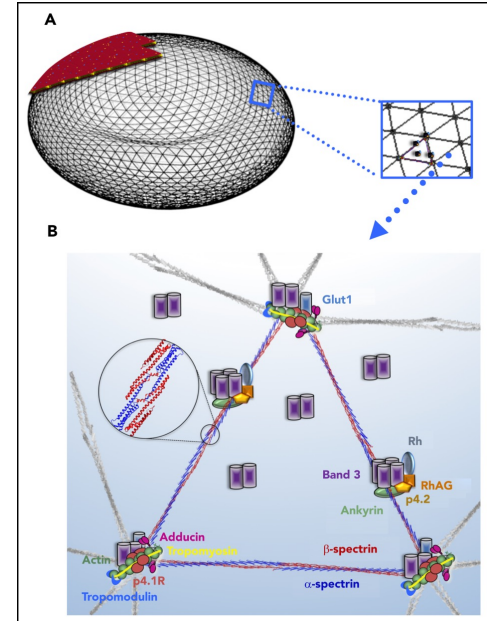 A
B
Glut1
Rh
Band 3
RhAG
p4.2
Ankyrin
Adducin
Tropomyosin
Actin
β-spectrin
p4.1R
α-spectrin
Tropomodulin